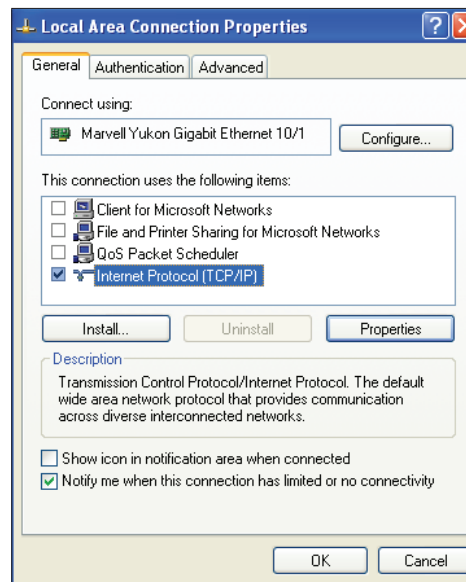 Local Area Connection Properties
General Authentication Advanced
Connect using:
Marvell Yukon Gigabit Ethernet 10/1
Configure...
This connection uses the following items:
Client for Microsoft Networks
File and Printer Sharing for Microsoft Networks
QoS Packet Scheduler
Internet Protocol (TCP/IP)
Install... Uninstall Properties
Description
Transmission Control Protocol/Internet Protocol. The default
wide area network protocol that provides communication
across diverse interconnected networks.
Show icon in notification area when connected
Notify me when this connection has limited or no connectivity
OK Cancel